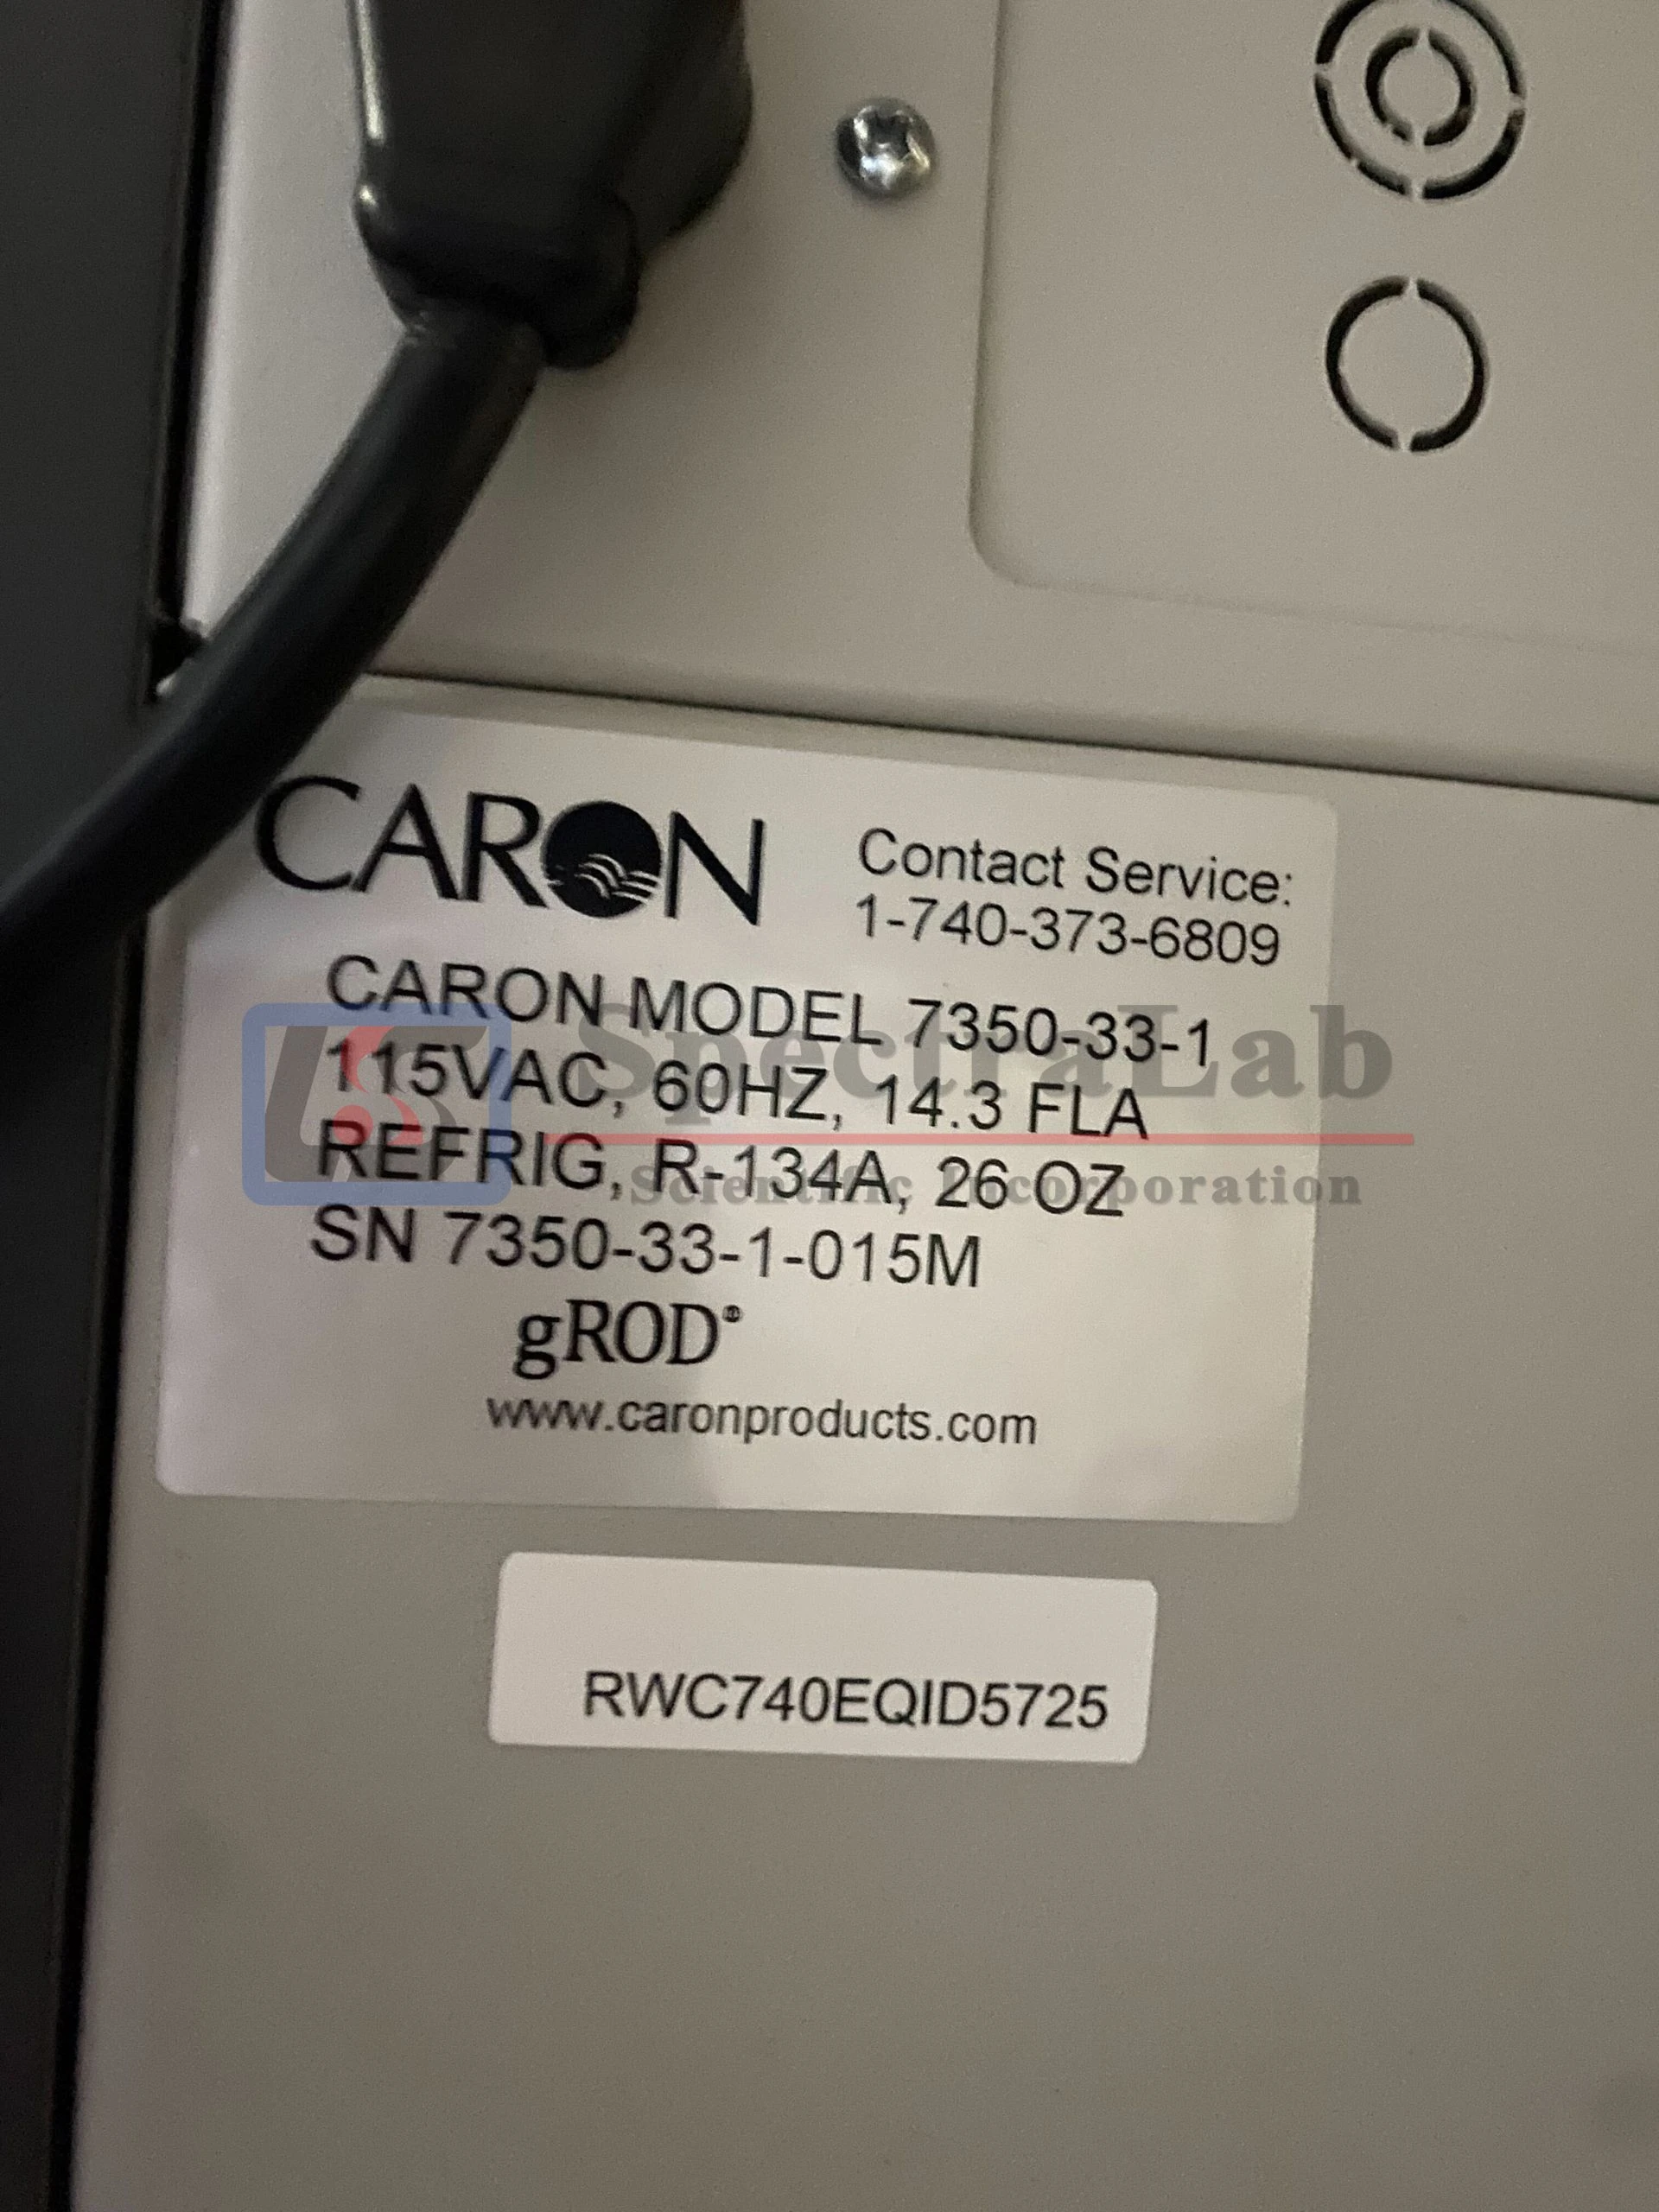 CARON
Contact Service:
1-740-373-6809
CARON MODEL 7350-33-1
115VAC, 60HZ, 14.3 FLA
REFRIG, R-134A, 26 OZ
SN 7350-33-1-015M
gROD®
www.caronproducts.com
SpectraLab
Scientific Incorporation
RWC740EQID5725